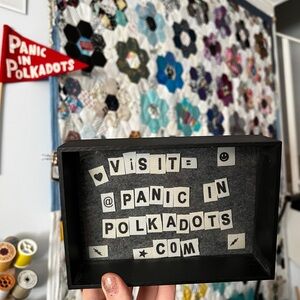 PANIC
IN
POLKADOTS
ViSiT:
@ PANIC IN
POLKADOTS
COM